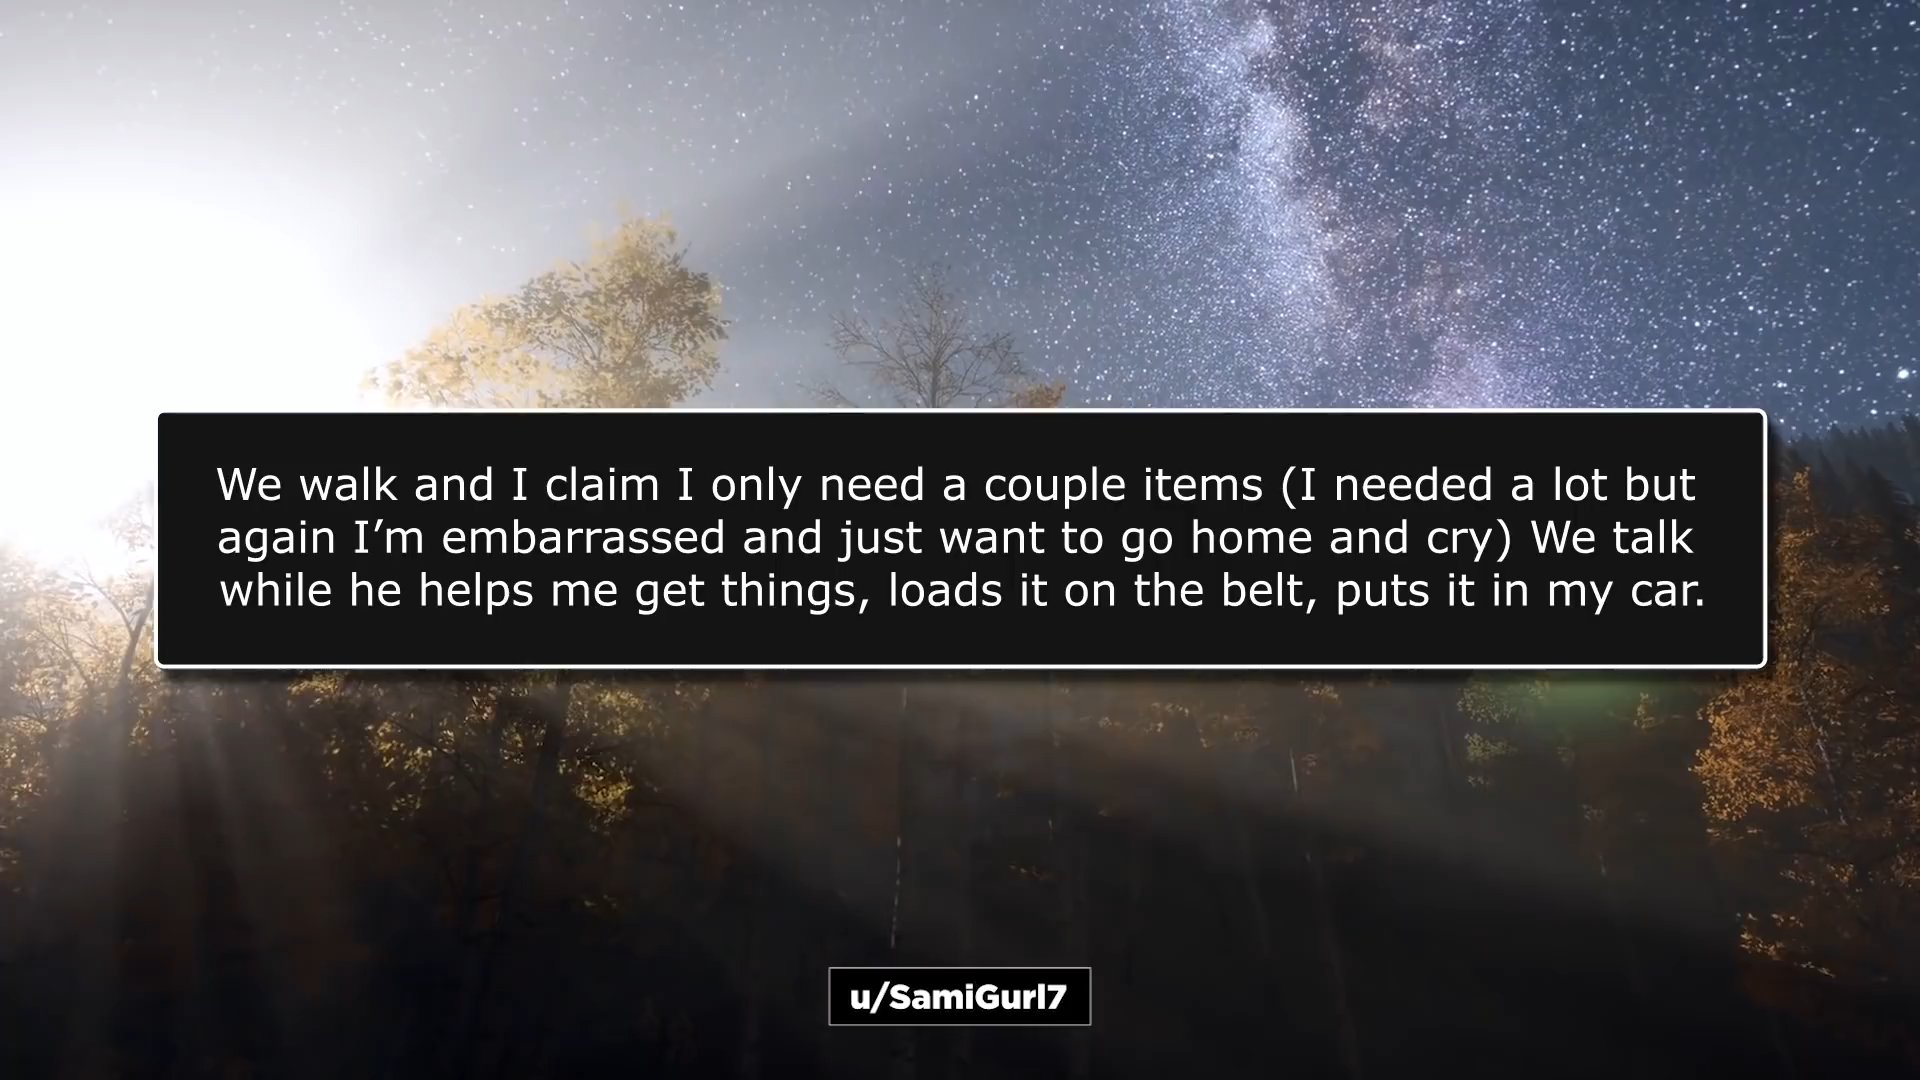 We walk and I claim I only need a couple items (I needed a lot but
again I’m embarrassed and just want to go home and cry) We talk
while he helps me get things, loads it on the belt, puts it in my car.
u/SamiGurl7